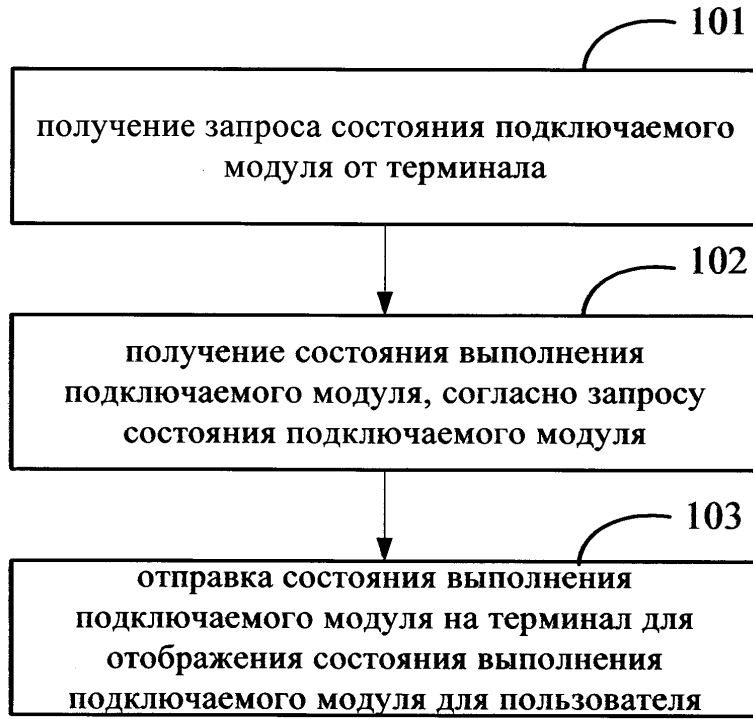 101
получение запроса состояния подключаемого
модуля от терминала
102
получение состояния выполнения
подключаемого модуля, согласно запросу
состояния подключаемого модуля
103
отправка состояния выполнения
подключаемого модуля на терминал для
отображения состояния выполнения
подключаемого модуля для пользователя